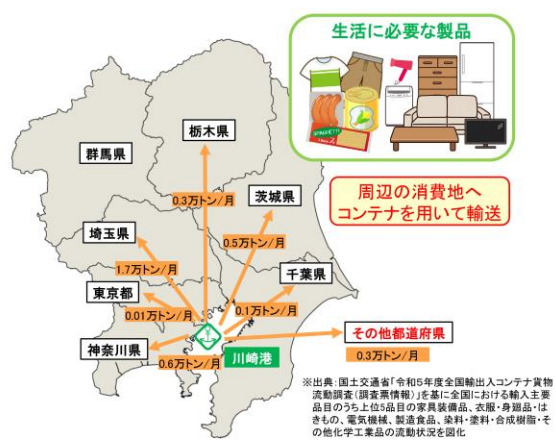 生活に必要な製品
SPAGHETTI
栃木県
群馬県
茨城県
0.3万トン/月
周辺の消費地へ
コンテナを用いて輸送
埼玉県
0.5万トン/月
千葉県
1.7万トン/月
東京都
0.1万トン/月
0.01万トン/月
その他都道府県
神奈川県
川崎港
0.6万トン/月
0.3万トン/月
※出典:国土交通省「令和5年度全国輸出入コンテナ貨物
流動調査(調査票情報)」を基に全国における輸入主要
品目のうち上位5品目の家具装備品、衣服・身廻品・は
きもの、電気機械、製造食品、染料・塗料・合成樹脂・そ
の他化学工業品の流動状況を図化